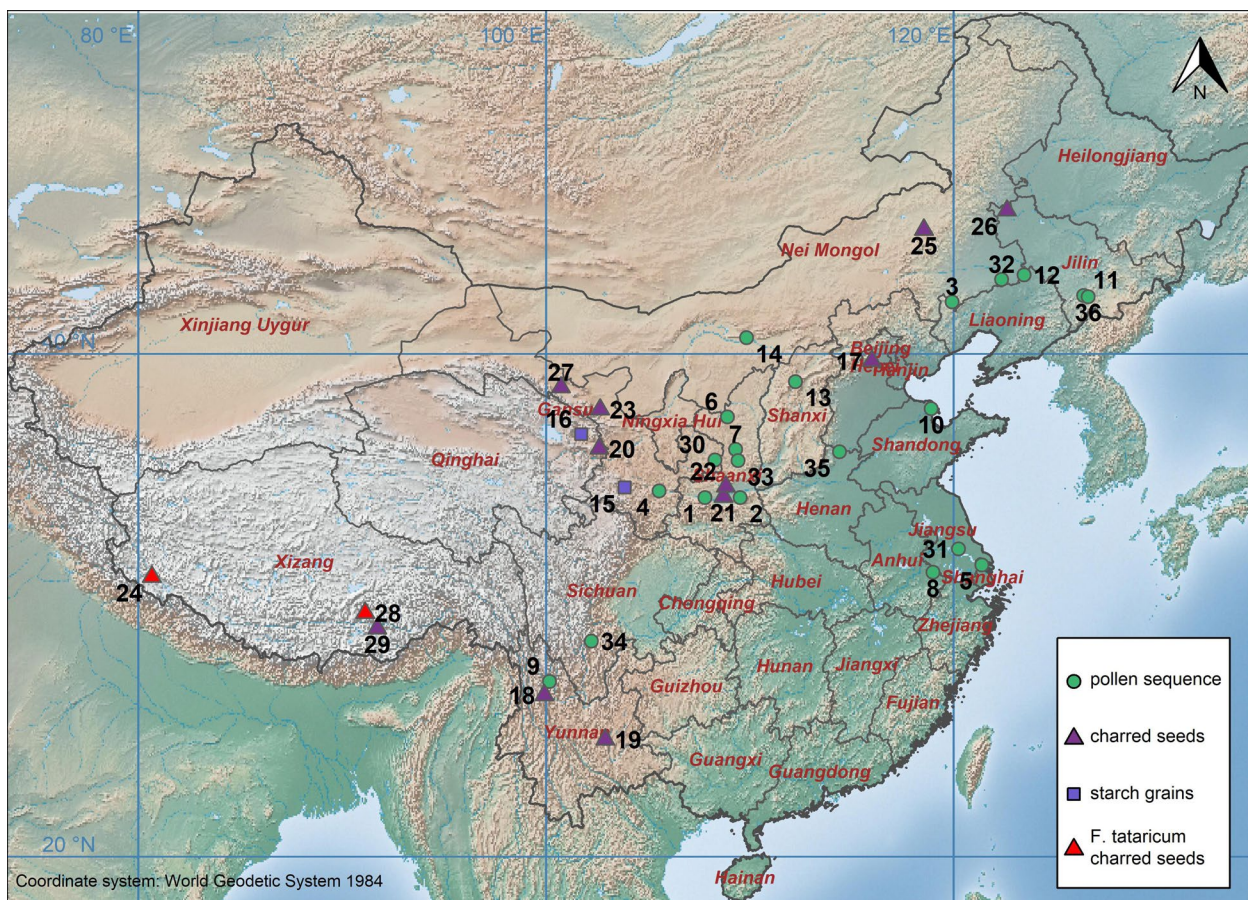 80 °E
100 °E
120 °E
N
Heilongjiang
26
25
Nei Mongol
32
12
Jilin
11
3
36
Liaoning
Xinjiang Uygur
14
Beijing
17
Tianjin
40 °N
27
13
Gansu
23
6
Ningxia Hui
Shanxi
10
16
7
Shandong
20
30
Qinghai
22
Shaanxi
33
35
15
4
1
21
2
Henan
Jiangsu
31
Anhui
8
5
Shanghai
Xizang
24
Sichuan
Hubei
Chongqing
28
29
Zhejiang
34
9
Hunan
Jiangxi
Guizhou
18
Fujian
Yunnan
19
Guangxi
Guangdong
20 °N
Hainan
pollen sequence
charred seeds
starch grains
F. tataricum
charred seeds
Coordinate system: World Geodetic System 1984